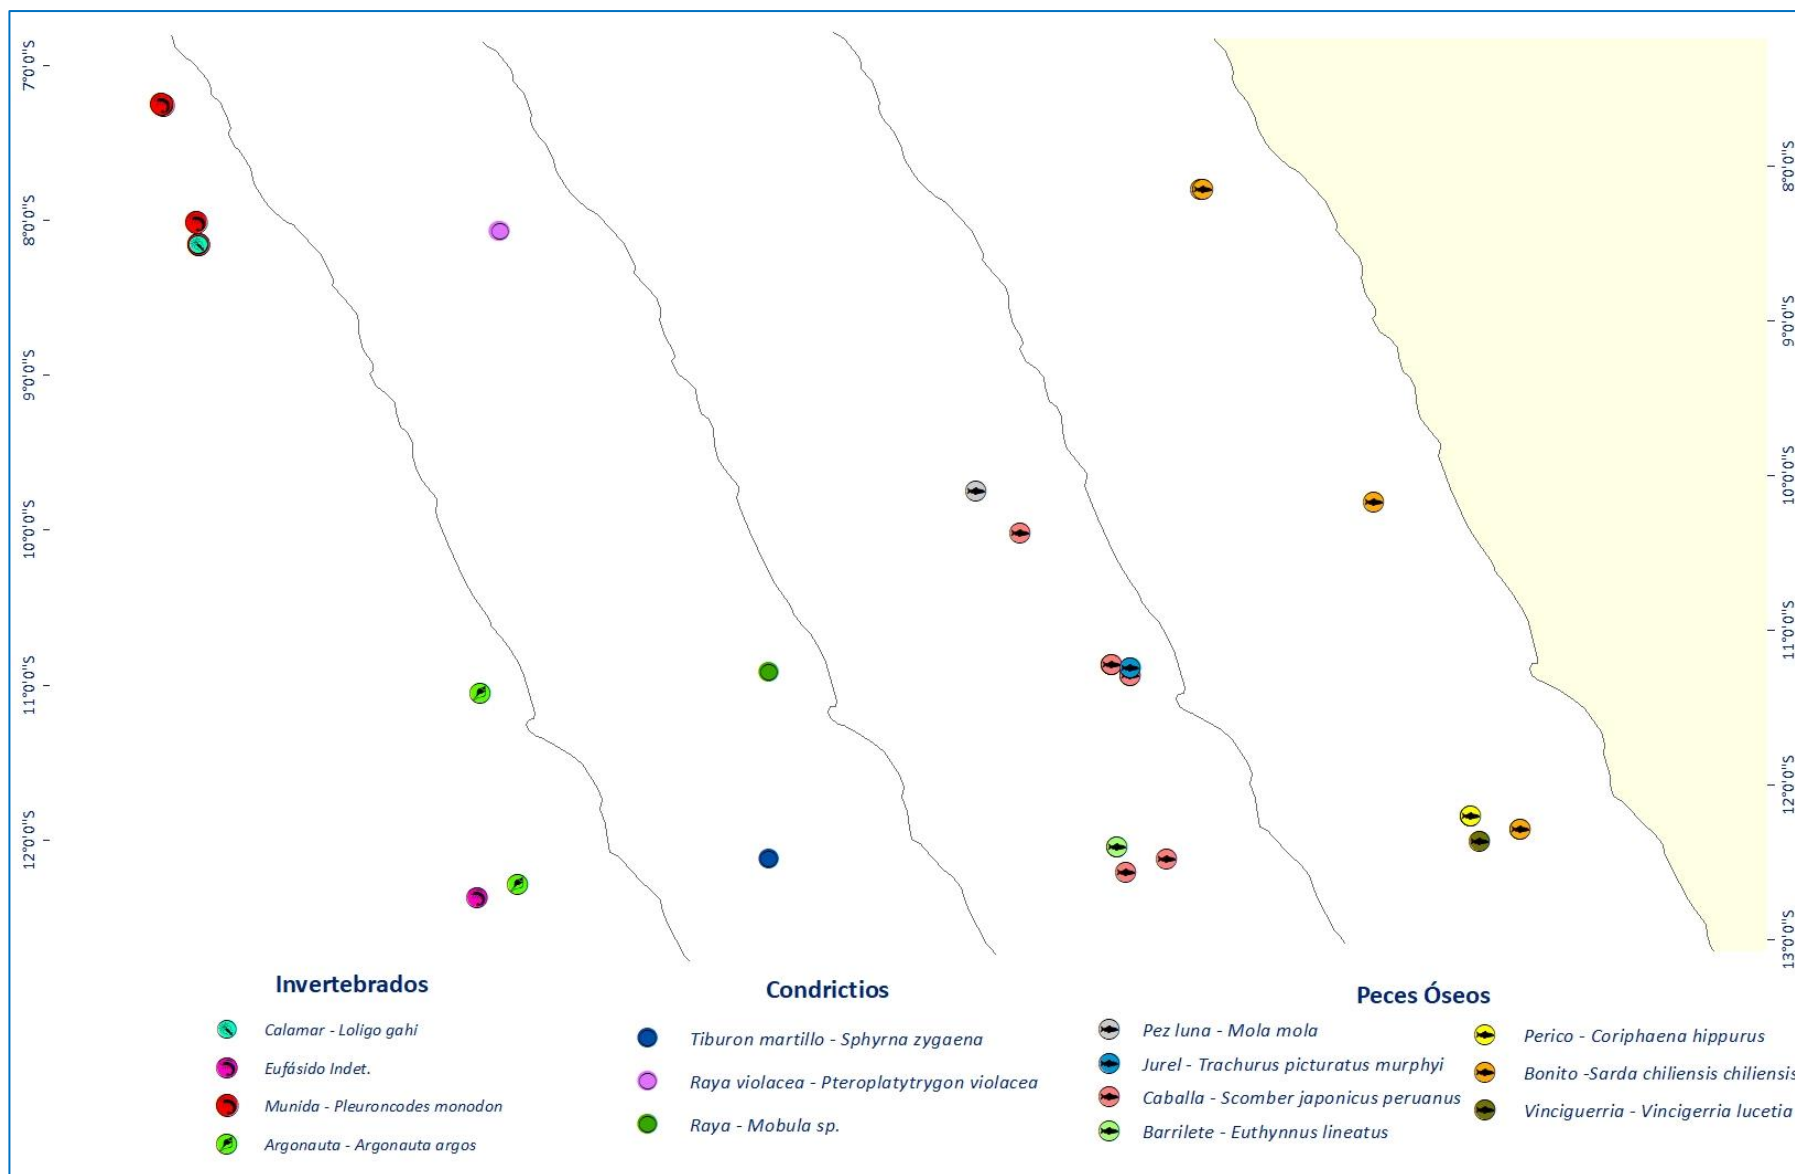 7°0'0"S
8°0'0"S
9°0'0"S
10°0'0"S
11°0'0"S
12°0'0"S
8°0'0"S
9°0'0"S
10°0'0"S
11°0'0"S
12°0'0"S
13°0'0"S
Invertebrados
Calamar - Loligo gahi
Eufásido Indet.
Munida - Pleuroncodes monodon
Argonauta - Argonauta argos
Condrictios
Tiburon martillo - Sphyrna zygaena
Raya violacea - Pteroplatytrygon violacea
Raya - Mobula sp.
Peces Óseos
Pez luna - Mola mola
Jurel - Trachurus picturatus murphyi
Caballa - Scomber japonicus peruanus
Barrilete - Euthynnus lineatus
Perico - Coriphaena hippurus
Bonito -Sarda chiliensis chiliensis
Vinciguerria - Vincigerria lucetia